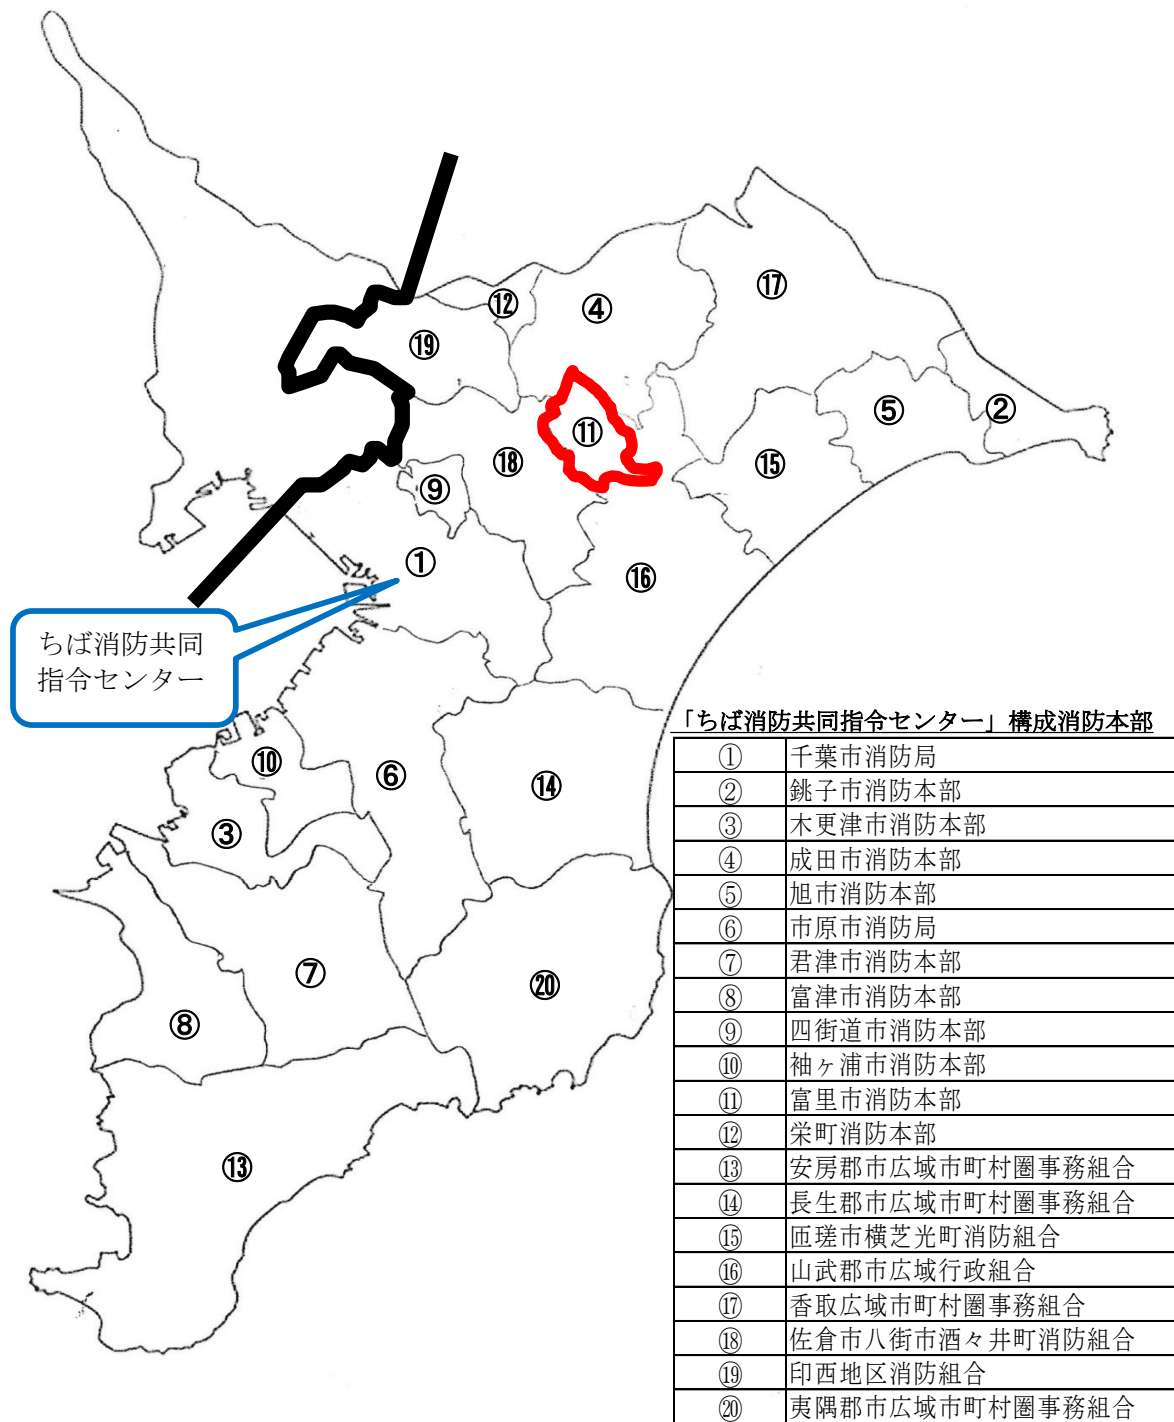 ⑰
⑫
④
⑲
⑤
②
⑪
⑱
⑮
⑨
①
⑯
ちば消防共同
指令センター
⑩
⑥
⑭
③
⑦
⑳
⑧
⑬
「ちば消防共同指令センター」構成消防本部
① 千葉市消防局
② 銚子市消防本部
③ 木更津市消防本部
④ 成田市消防本部
⑤ 旭市消防本部
⑥ 市原市消防局
⑦ 君津市消防本部
⑧ 富津市消防本部
⑨ 四街道市消防本部
⑩ 袖ヶ浦市消防本部
⑪ 富里市消防本部
⑫ 栄町消防本部
⑬ 安房郡市広域市町村圏事務組合
⑭ 長生郡市広域市町村圏事務組合
⑮ 匝瑳市横芝光町消防組合
⑯ 山武郡市広域行政組合
⑰ 香取広域市町村圏事務組合
⑱ 佐倉市八街市酒々井町消防組合
⑲ 印西地区消防組合
⑳ 夷隅郡市広域市町村圏事務組合